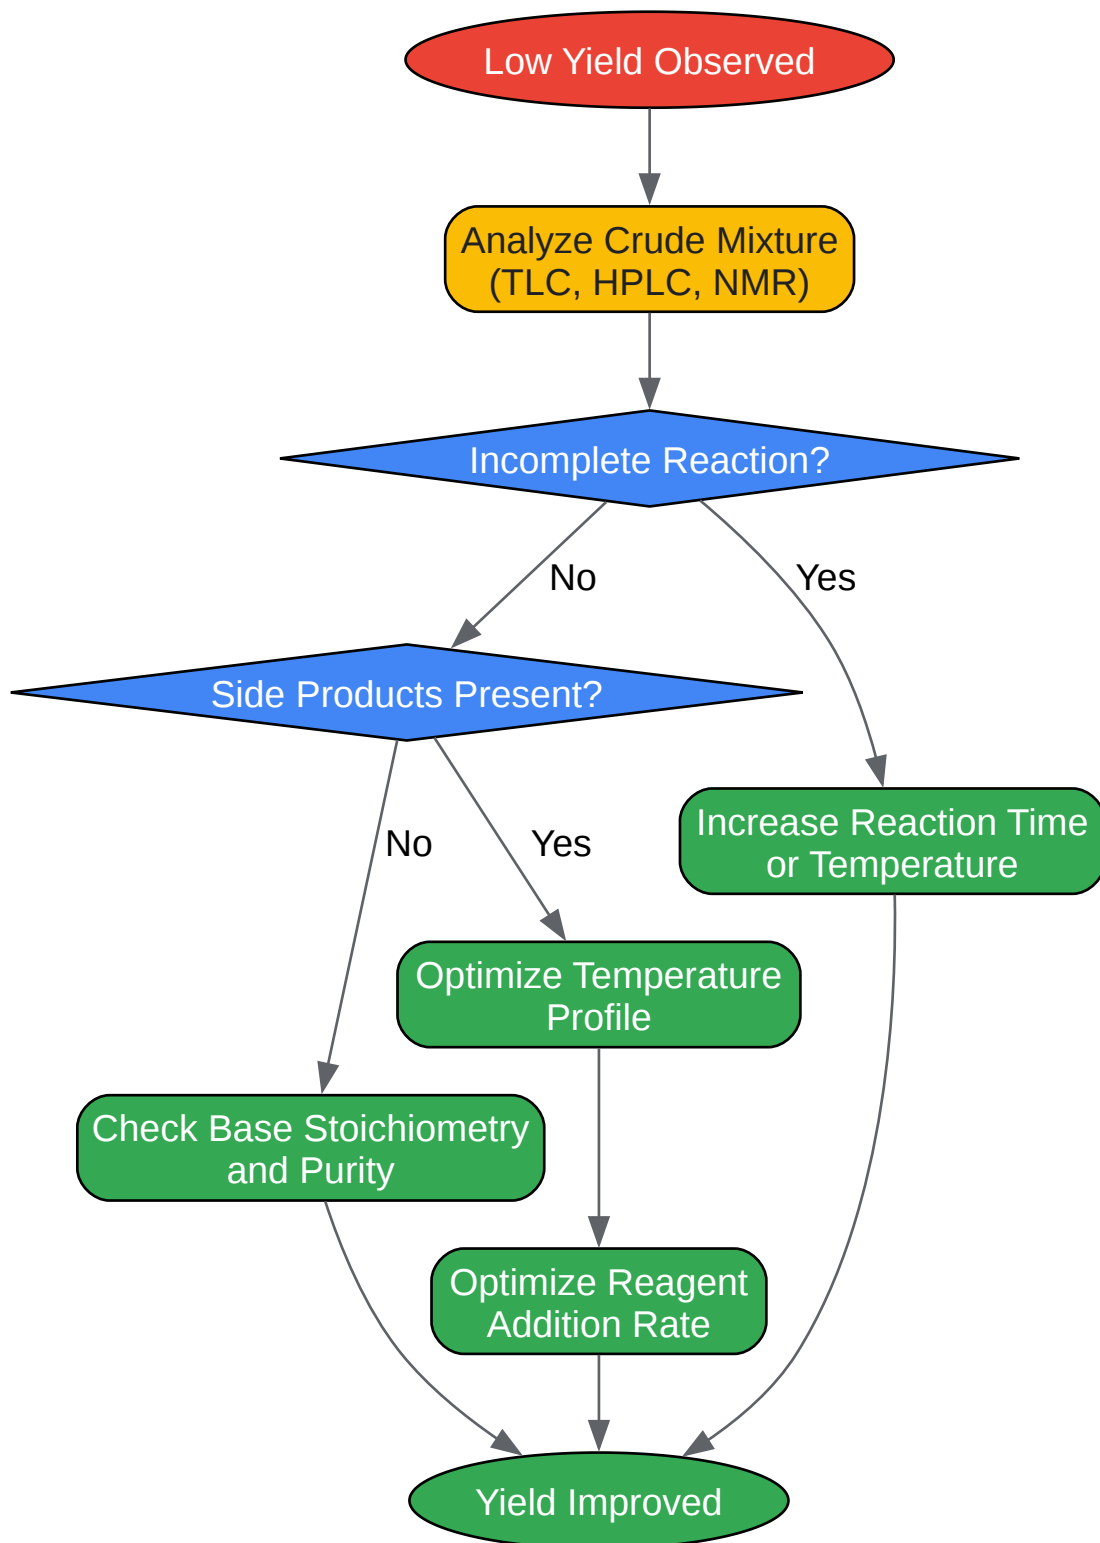 Low Yield Observed
Analyze Crude Mixture
(TLC, HPLC, NMR)
Incomplete Reaction?
No
Yes
Side Products Present?
No
Yes
Increase Reaction Time
or Temperature
Optimize Temperature
Profile
Check Base Stoichiometry
and Purity
Optimize Reagent
Addition Rate
Yield Improved